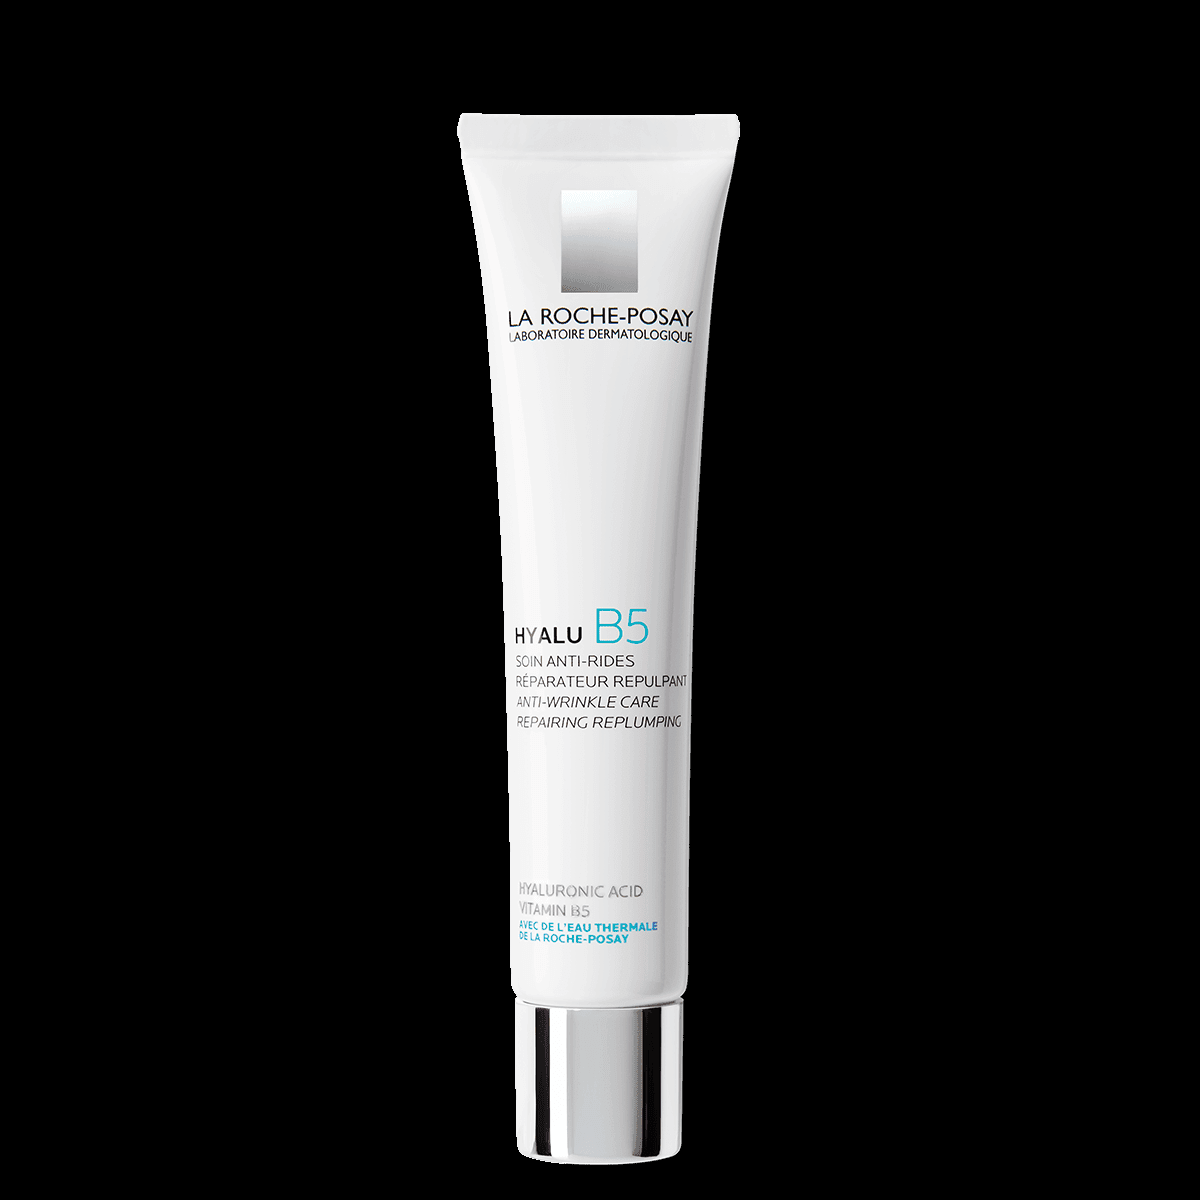 LA ROCHE-POSAY
LABORATOIRE DERMATOLOGIQUE
HYALU B5
SOIN ANTI-RIDES
RÉPARATEUR REPULPANT
ANTI-WRINKLE CARE
REPAIRING REPLUMPING
HYALURONIC ACID
VITAMIN B5
AVEC DE L'EAU THERMALE
DE LA ROCHE-POSAY